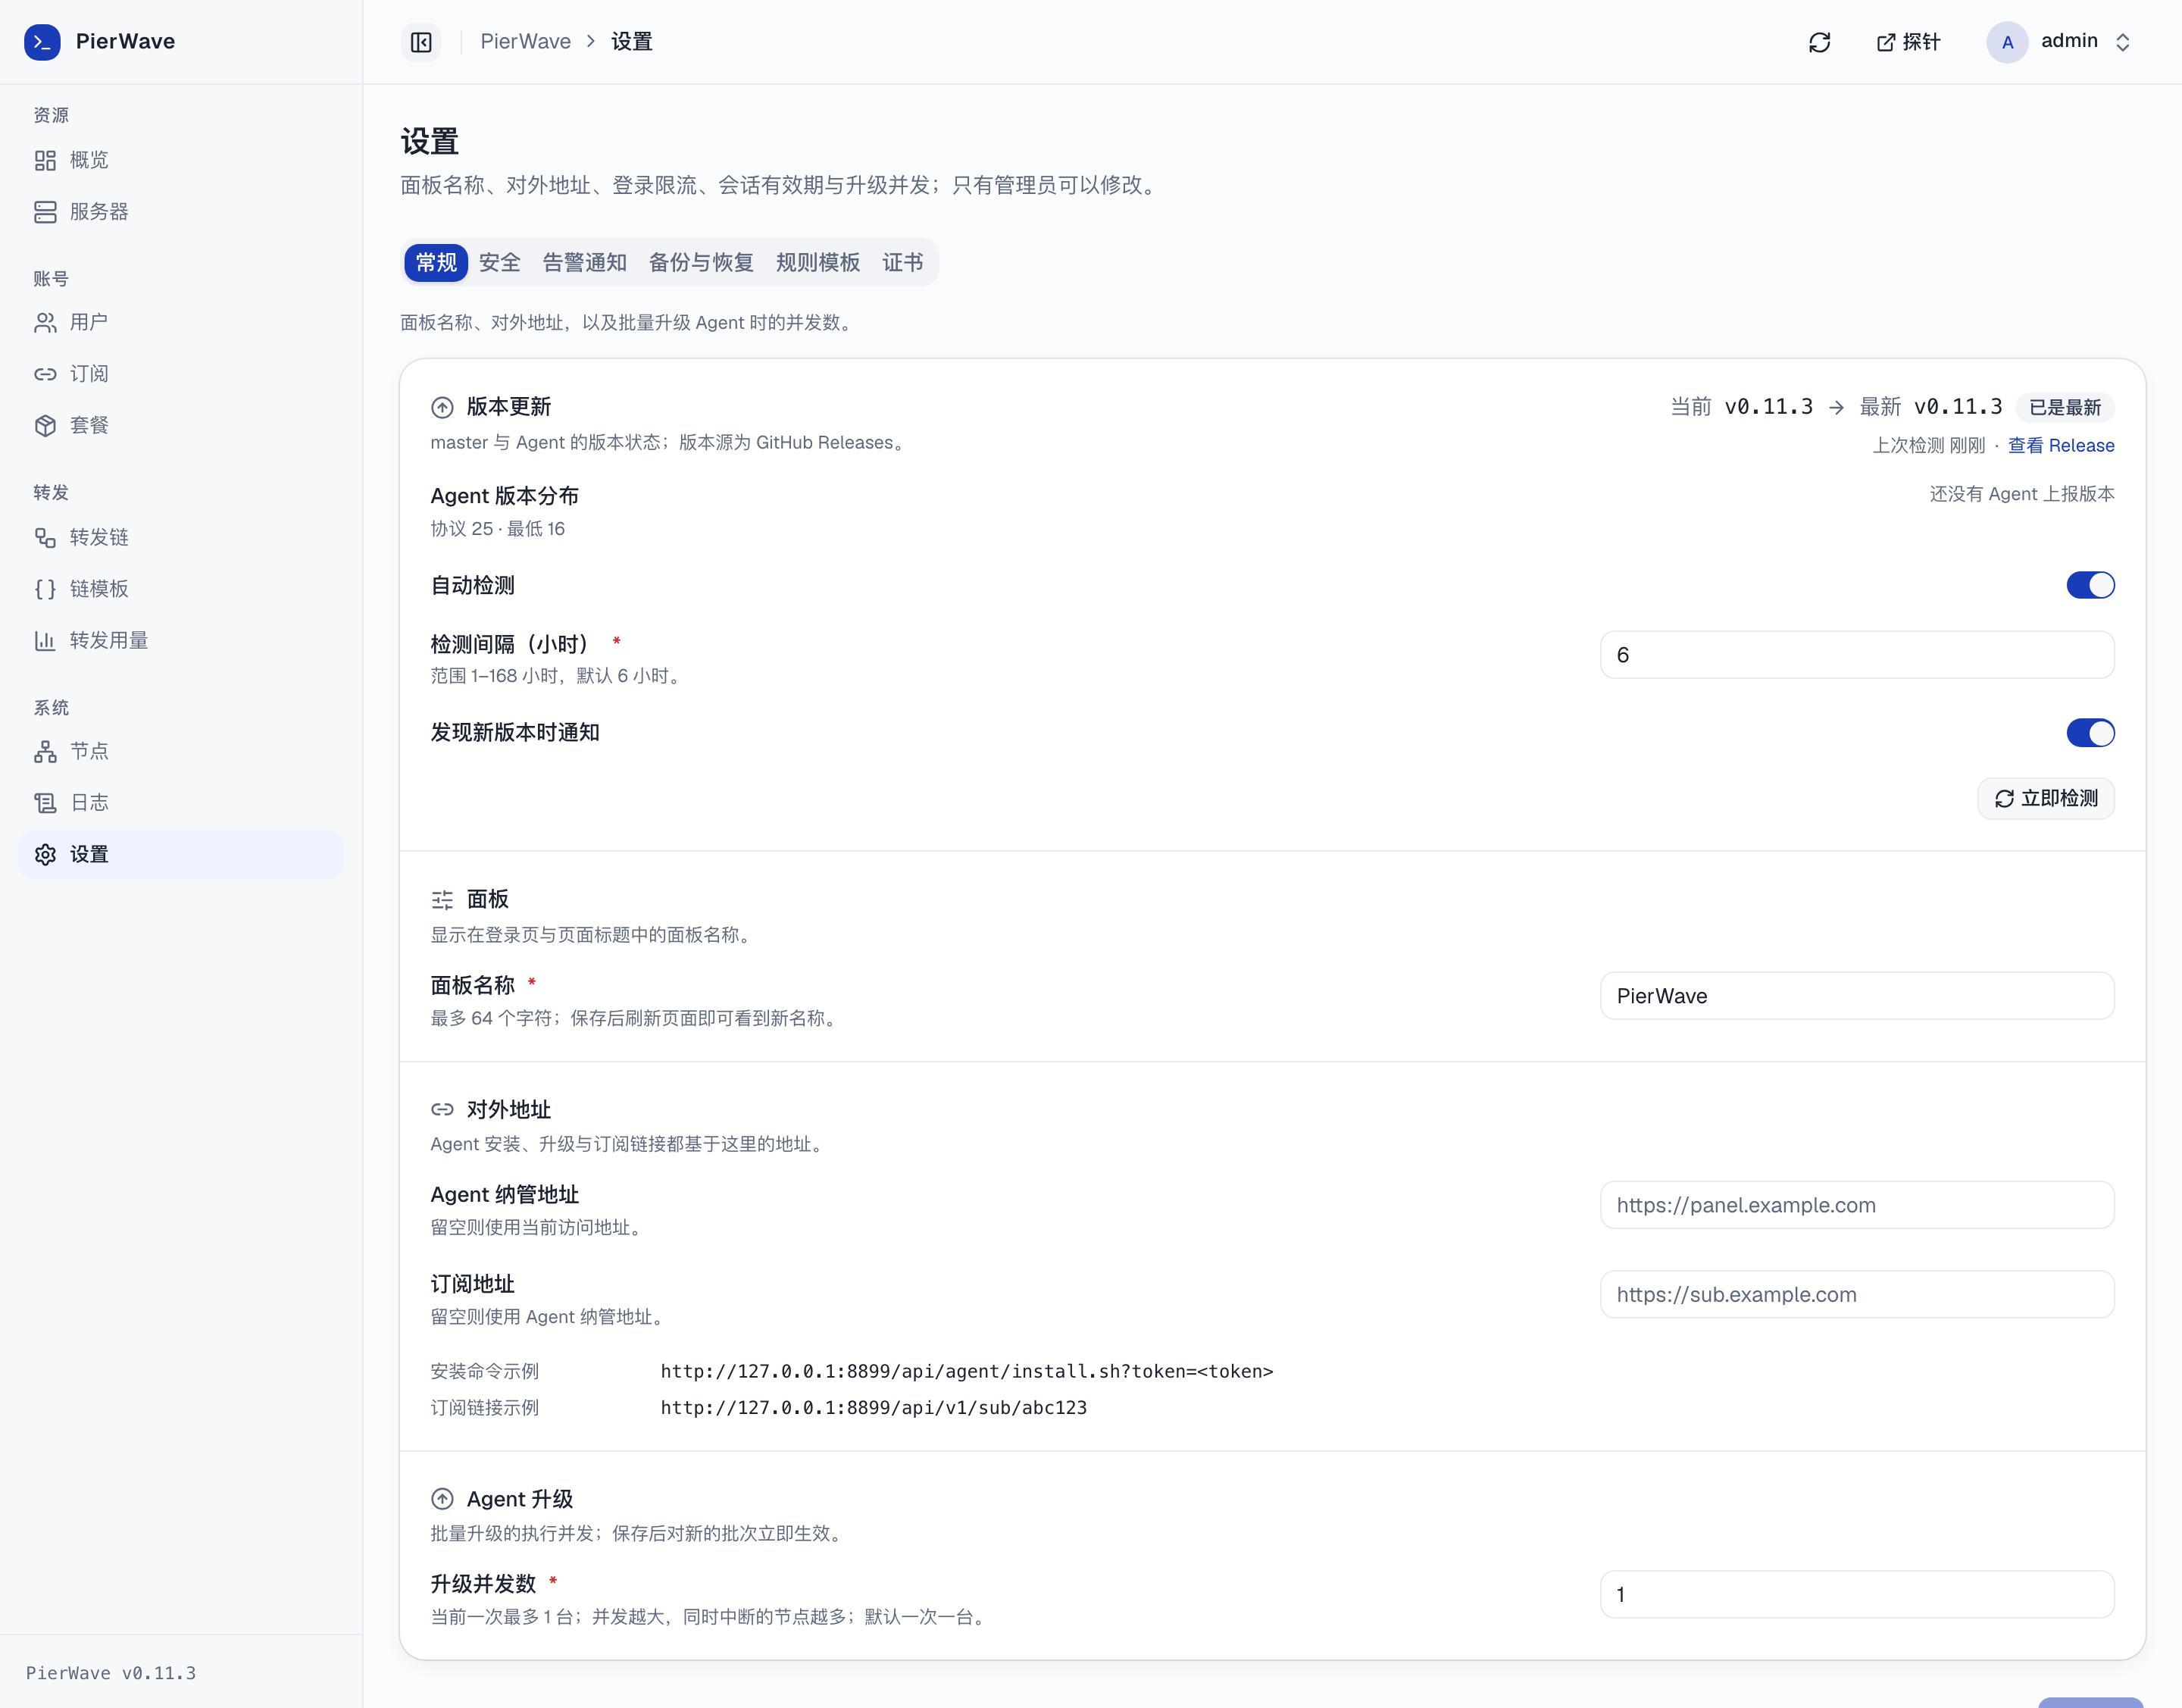 PierWave
PierWave > 设置
探针
A
admin
资源
概览
服务器
账号
用户
订阅
套餐
转发
转发链
链模板
转发用量
系统
节点
日志
设置
PierWave v0.11.3
设置
面板名称、对外地址、登录限流、会话有效期与升级并发；只有管理员可以修改。
常规 安全 告警通知 备份与恢复 规则模板 证书
面板名称、对外地址，以及批量升级 Agent 时的并发数。
版本更新
当前 v0.11.3 → 最新 v0.11.3 已是最新
master 与 Agent 的版本状态；版本源为 GitHub Releases。
上次检测 刚刚 · 查看 Release
Agent 版本分布
还没有 Agent 上报版本
协议 25 · 最低 16
自动检测
检测间隔（小时） *
6
范围 1–168 小时，默认 6 小时。
发现新版本时通知
立即检测
面板
显示在登录页与页面标题中的面板名称。
面板名称 *
PierWave
最多 64 个字符；保存后刷新页面即可看到新名称。
对外地址
Agent 安装、升级与订阅链接都基于这里的地址。
Agent 纳管地址
https://panel.example.com
留空则使用当前访问地址。
订阅地址
https://sub.example.com
留空则使用 Agent 纳管地址。
安装命令示例 http://127.0.0.1:8899/api/agent/install.sh?token=<token>
订阅链接示例 http://127.0.0.1:8899/api/v1/sub/abc123
Agent 升级
批量升级的执行并发；保存后对新的批次立即生效。
升级并发数 *
1
当前一次最多 1 台；并发越大，同时中断的节点越多；默认一次一台。